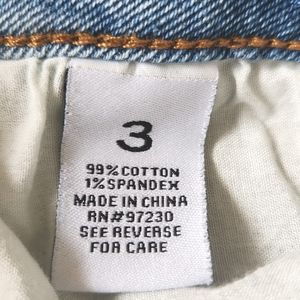 3
99% COTTON
1% SPANDEX
MADE IN CHINA
RN#97230
SEE REVERSE
FOR CARE